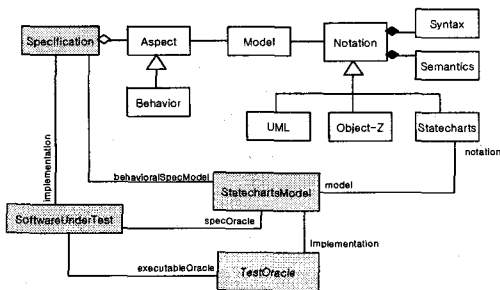 Syntax
Specification
Aspect
Model
Notation
Semantics
Behavior
UML
Object-Z
Statecharts
implementation
notation
behavioralSpecModel
StatechartsModel
model
SoftwareUnderTest
specOracle
Implementation
executableOracle
TestOracle